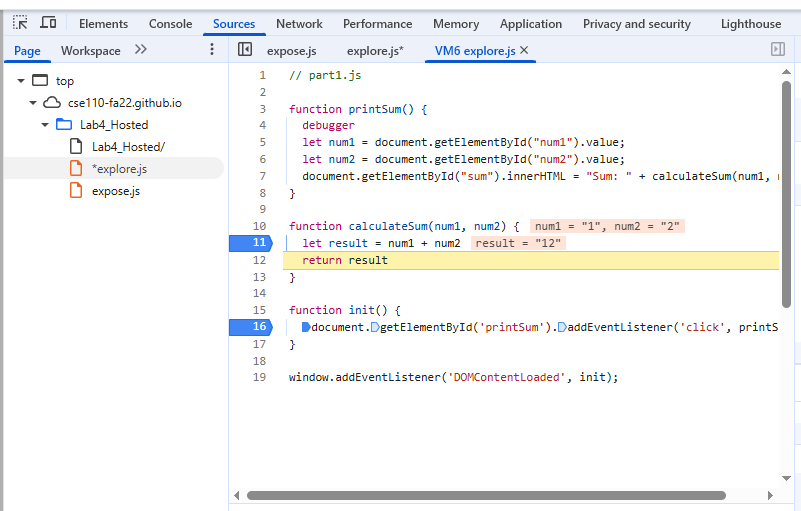 Elements Console Sources Network Performance Memory Application Privacy and security Lighthouse
Page Workspace
expose.js explore.js* VM6 explore.js
top
cse110-fa22.github.io
Lab4_Hosted
Lab4_Hosted/
*explore.js
expose.js
1 // part1.js
2
3 function printSum() {
4 debugger
5 let num1 = document.getElementById("num1").value;
6 let num2 = document.getElementById("num2").value;
7 document.getElementById("sum").innerHTML = "Sum: " + calculateSum(num1,
8 }
9
10 function calculateSum(num1, num2) { num1 = "1", num2 = "2"
11 let result = num1 + num2 result = "12"
12 return result
13 }
14
15 function init() {
16 document.getElementById('printSum').addEventListener('click', printS
17 }
18
19 window.addEventListener('DOMContentLoaded', init);